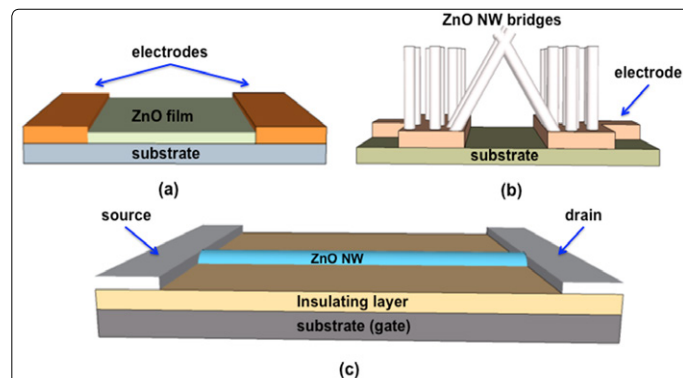 electrodes
ZnO film
substrate
(a)
ZnO NW bridges
electrode
substrate
(b)
source
drain
ZnO NW
Insulating layer
substrate (gate)
(c)